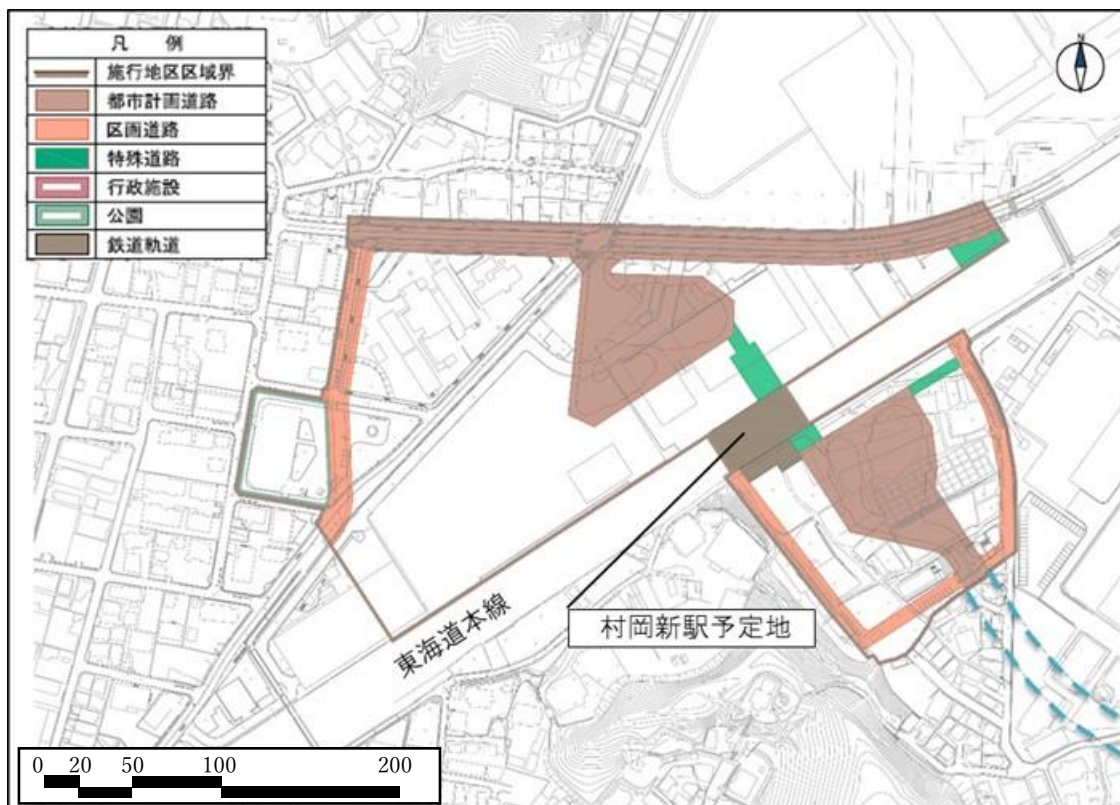 凡 例
施行地区区域界
都市計画道路
区画道路
特殊道路
行政施設
公園
鉄道軌道
N
東海道本線
村岡新駅予定地
0 20 50 100 200